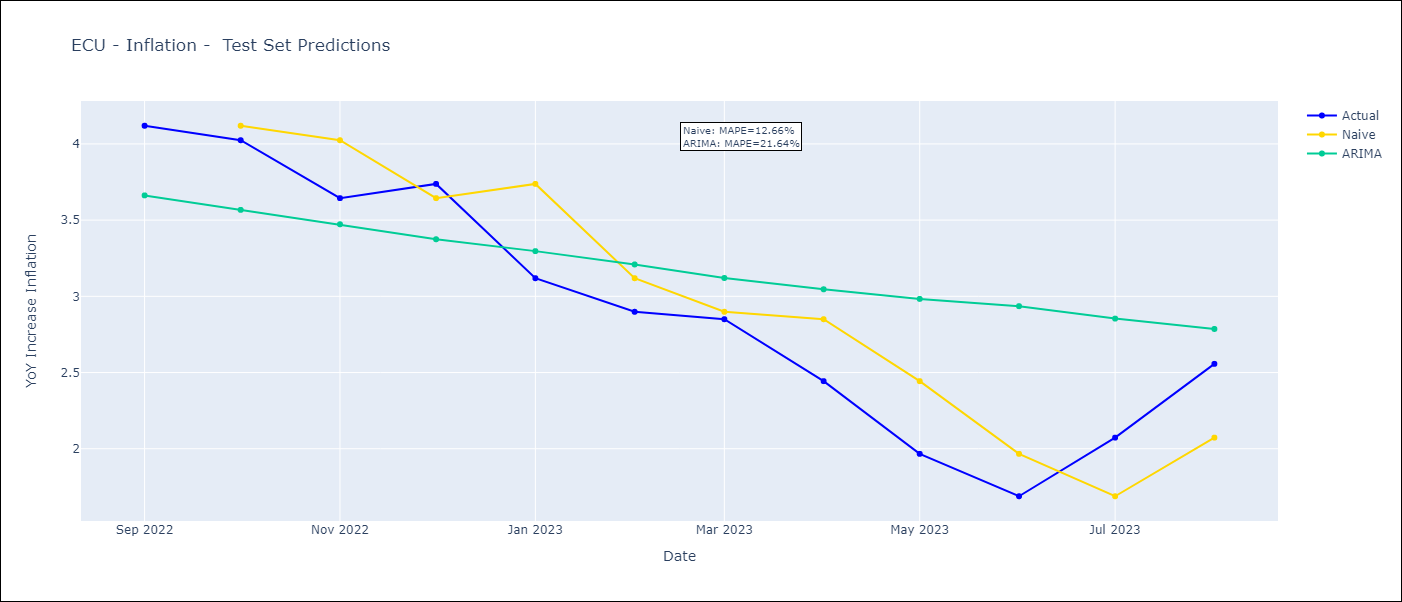 ECU - Inflation -  Test Set Predictions
Actual
Naive
ARIMA
Naive: MAPE=12.66%
ARIMA: MAPE=21.64%
YoY Increase Inflation
4
3.5
3
2.5
2
Sep 2022
Nov 2022
Jan 2023
Mar 2023
May 2023
Jul 2023
Date